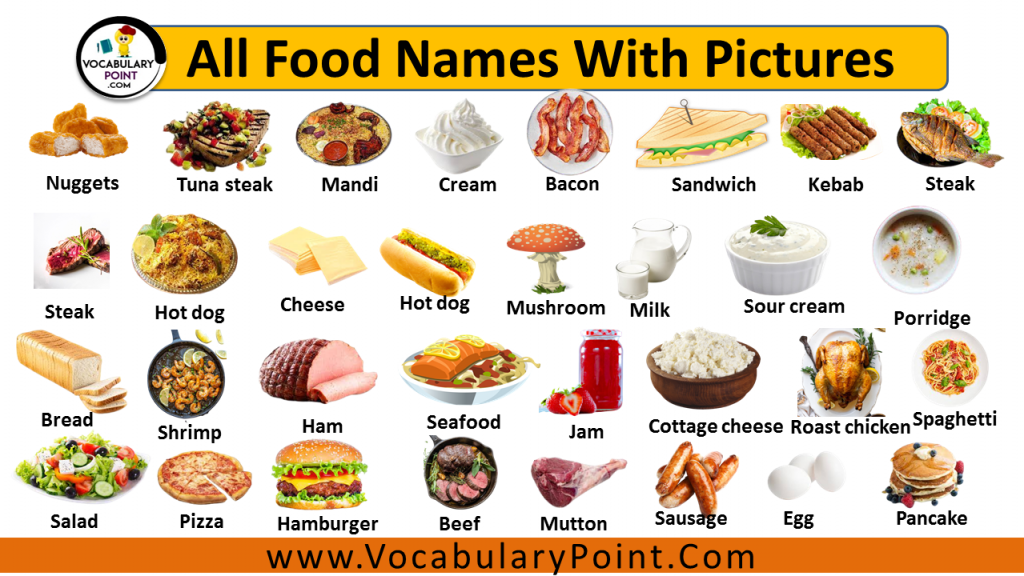 VOCABULARY
POINT
.COM
All Food Names With Pictures
Nuggets
Tuna steak
Mandi
Cream
Bacon
Sandwich
Kebab
Steak
Steak
Hot dog
Cheese
Hot dog
Mushroom
Milk
Sour cream
Porridge
Bread
Shrimp
Ham
Seafood
Jam
Cottage cheese
Roast chicken
Spaghetti
Salad
Pizza
Hamburger
Beef
Mutton
Sausage
Egg
Pancake
www.VocabularyPoint.Com